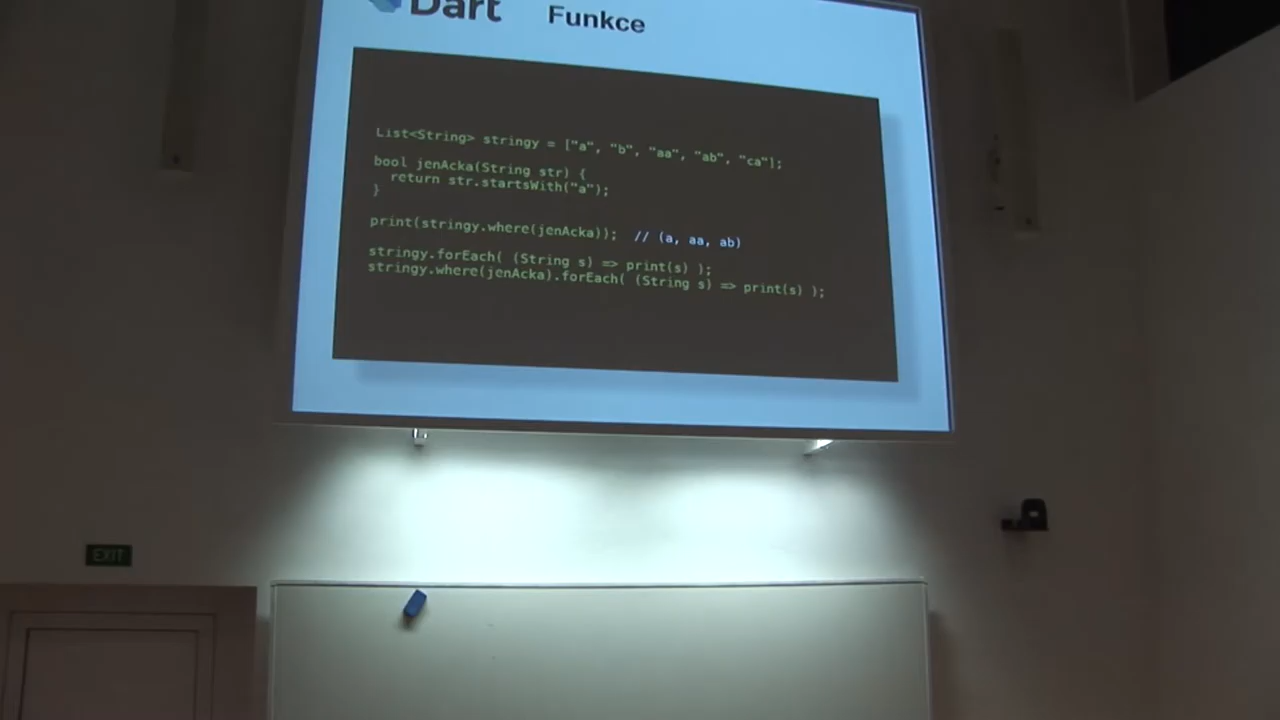 Dart Funkce
List<String> stringy = ["a", "b", "aa", "ab", "ca"];
bool jenAcka(String str) {
return str.startsWith("a");
}
print(stringy.where(jenAcka)); // (a, aa, ab)
stringy.forEach( (String s) => print(s) );
stringy.where(jenAcka).forEach( (String s) => print(s) );
EXIT